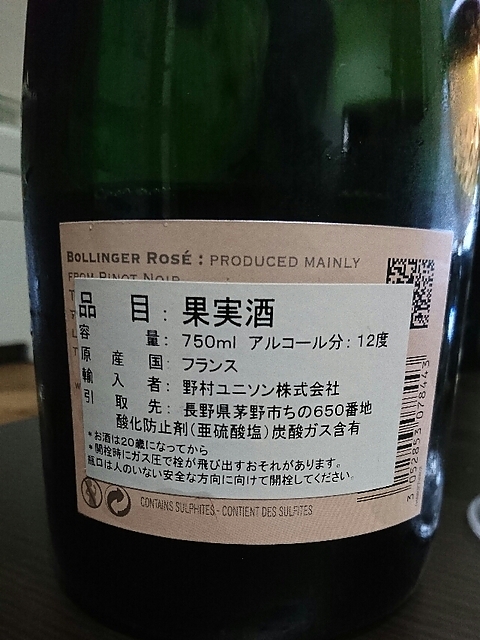 BOLLINGER ROSÉ : PRODUCED MAINLY
FROM PINOT NOIR
品 目 : 果実酒
容 量 : 750ml アルコール分 : 12度
原 産 国 : フランス
輸 入 者 : 野村ユニソン株式会社
引 取 先 : 長野県茅野市ちの650番地
酸化防止剤(亜硫酸塩)炭酸ガス含有
*お酒は20歳になってから
*開栓時にガス圧で栓が飛び出すおそれがあります。
瓶口は人のいない安全な方向に向けて開栓してください。
CONTAINS SULPHITES - CONTIENT DES SULFITES
3 052853 078443